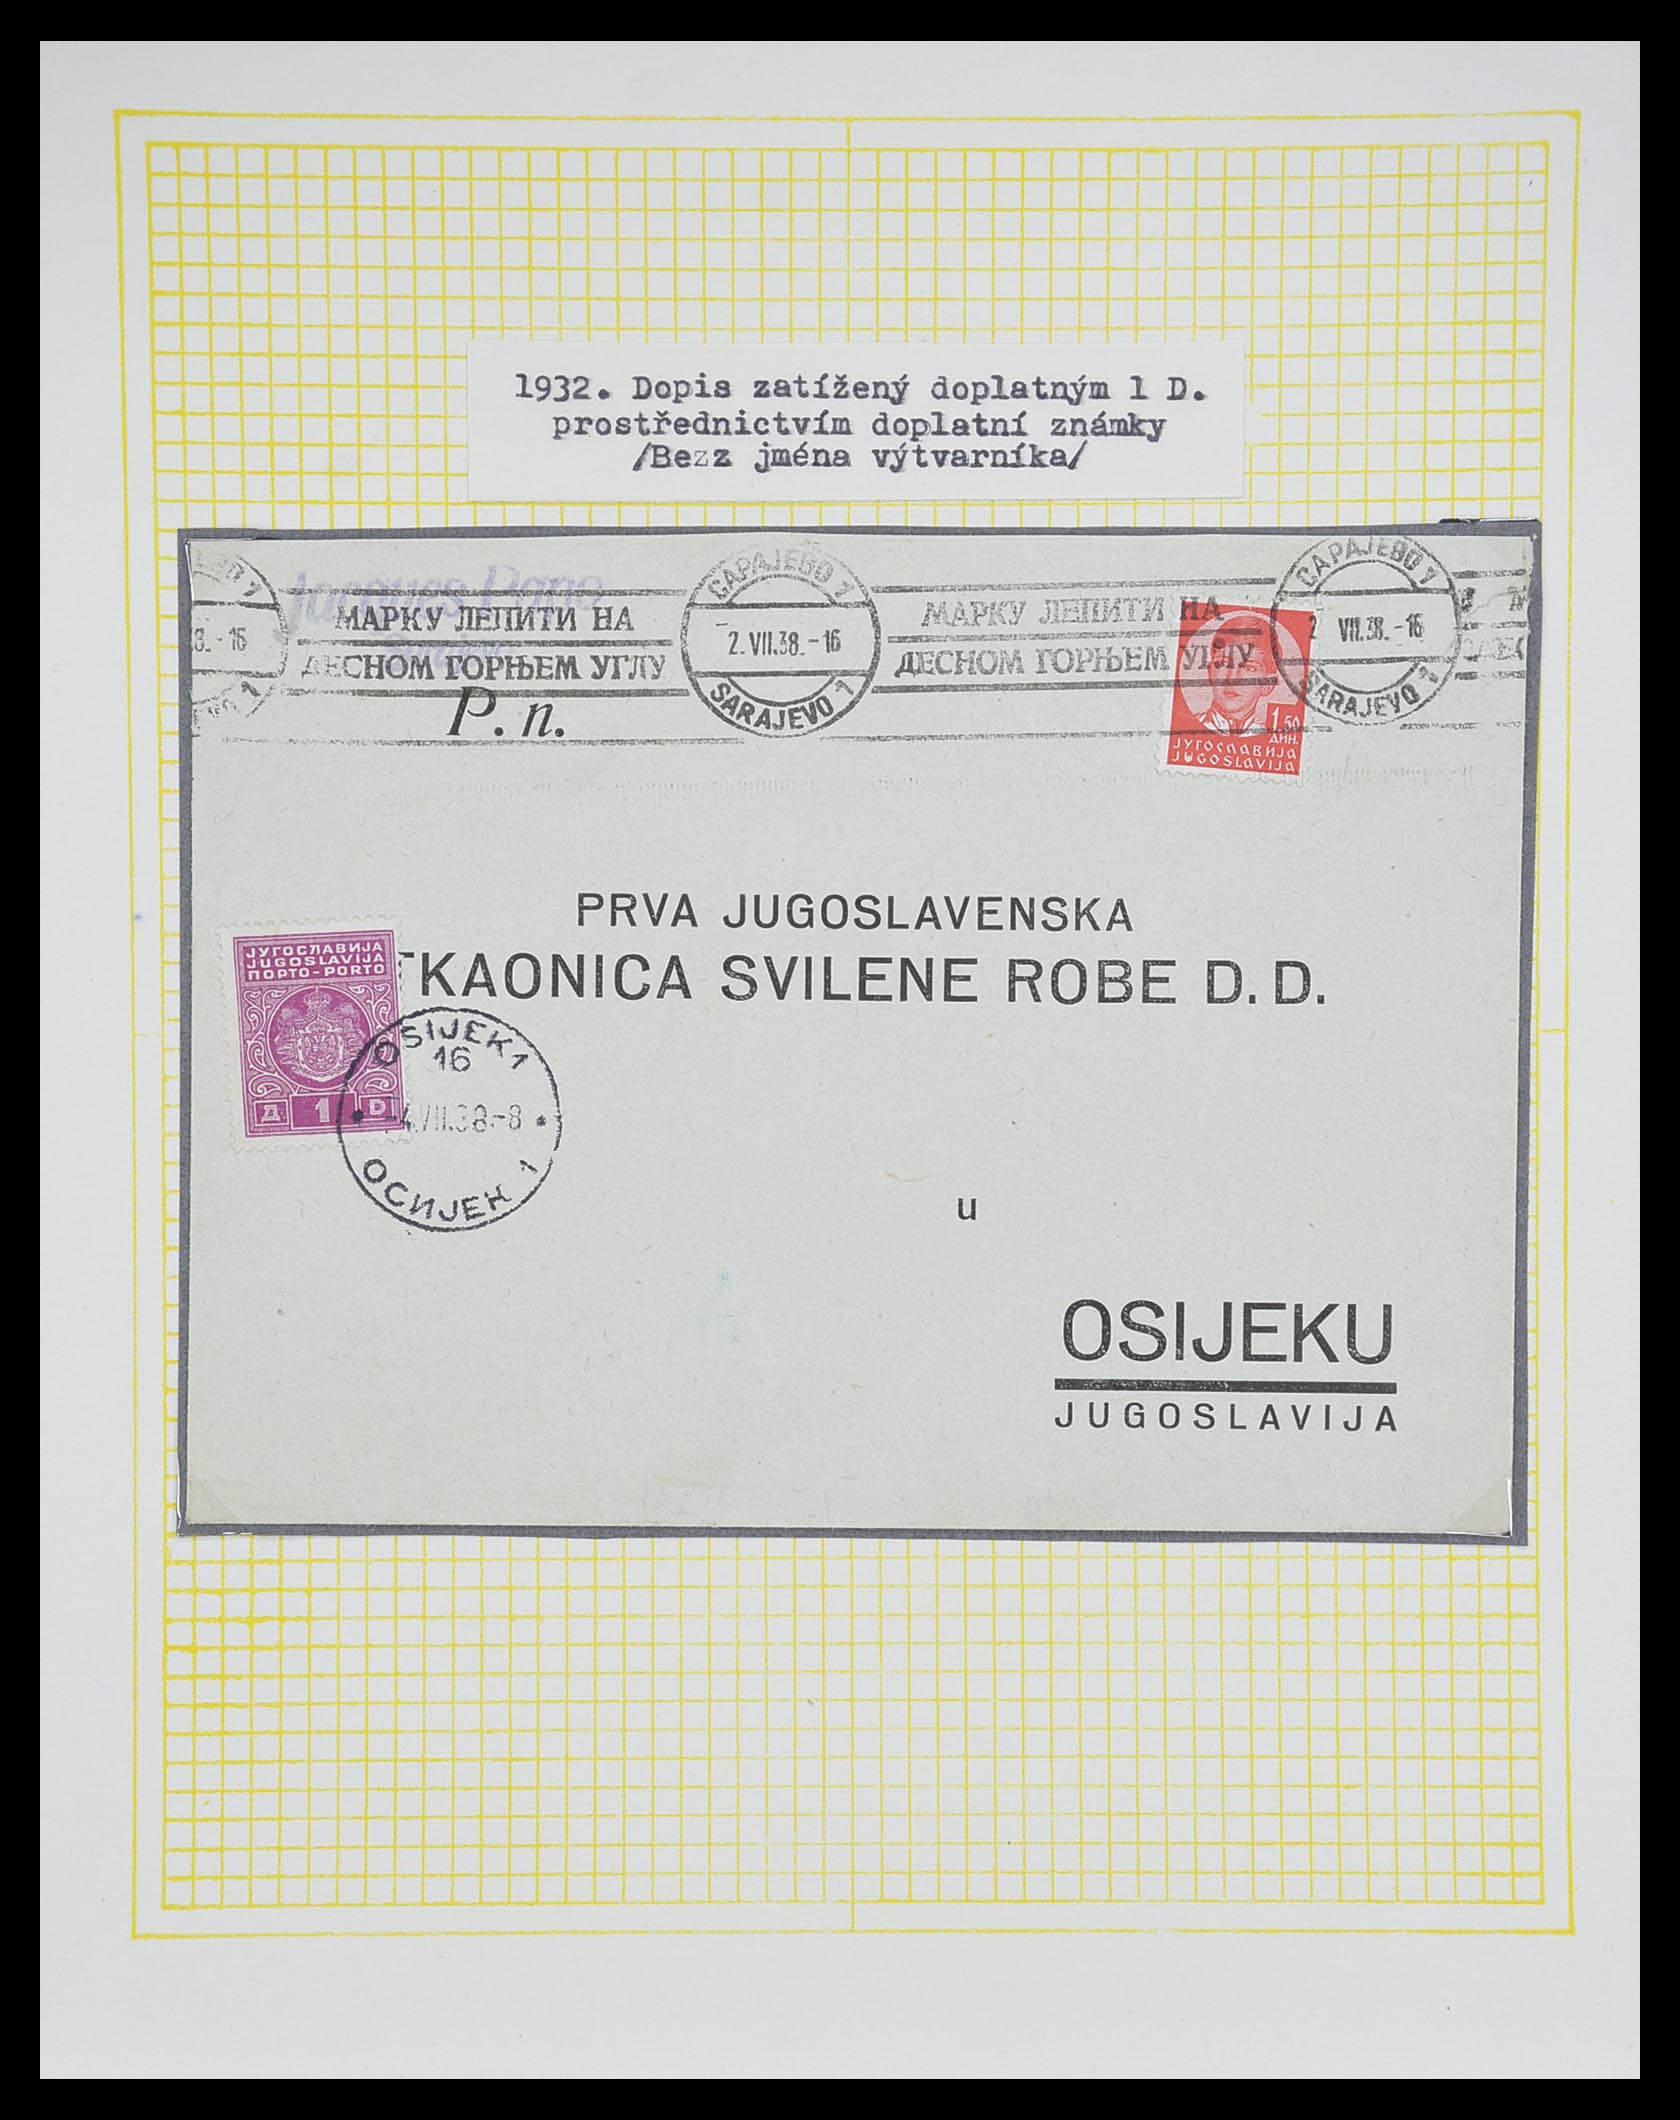 1932. Dopis zatížený doplatným 1 D.
prostřednictvím doplatní známky
/Bezz jména výtvarníka/
САРАЈЕВО 1
2. VII.38. - 16
SARAJEVO 1
МАРКУ ЛЕПИТИ НА
ДЕСНОМ ГОРЊЕМ УГЛУ
МАРКУ ЛЕПИТИ НА
ДЕСНОМ ГОРЊЕМ УГЛУ
САРАЈЕВО 1
2 VII.38. - 16
SARAJEVO 1
8. - 16
P. n.
1,50
ДИН.
ЈУГОСЛАВИЈА
JUGOSLAVIJA
PRVA JUGOSLAVENSKA
TKAONICA SVILENE ROBE D. D.
ЈУГОСЛАВИЈА
JUGOSLAVIJA
ПОРТО - PORTO
Д 1 D
OSIJEK 1
16
-4.VII.38.-8
ОСИЈЕК 1
u
OSIJEKU
JUGOSLAVIJA